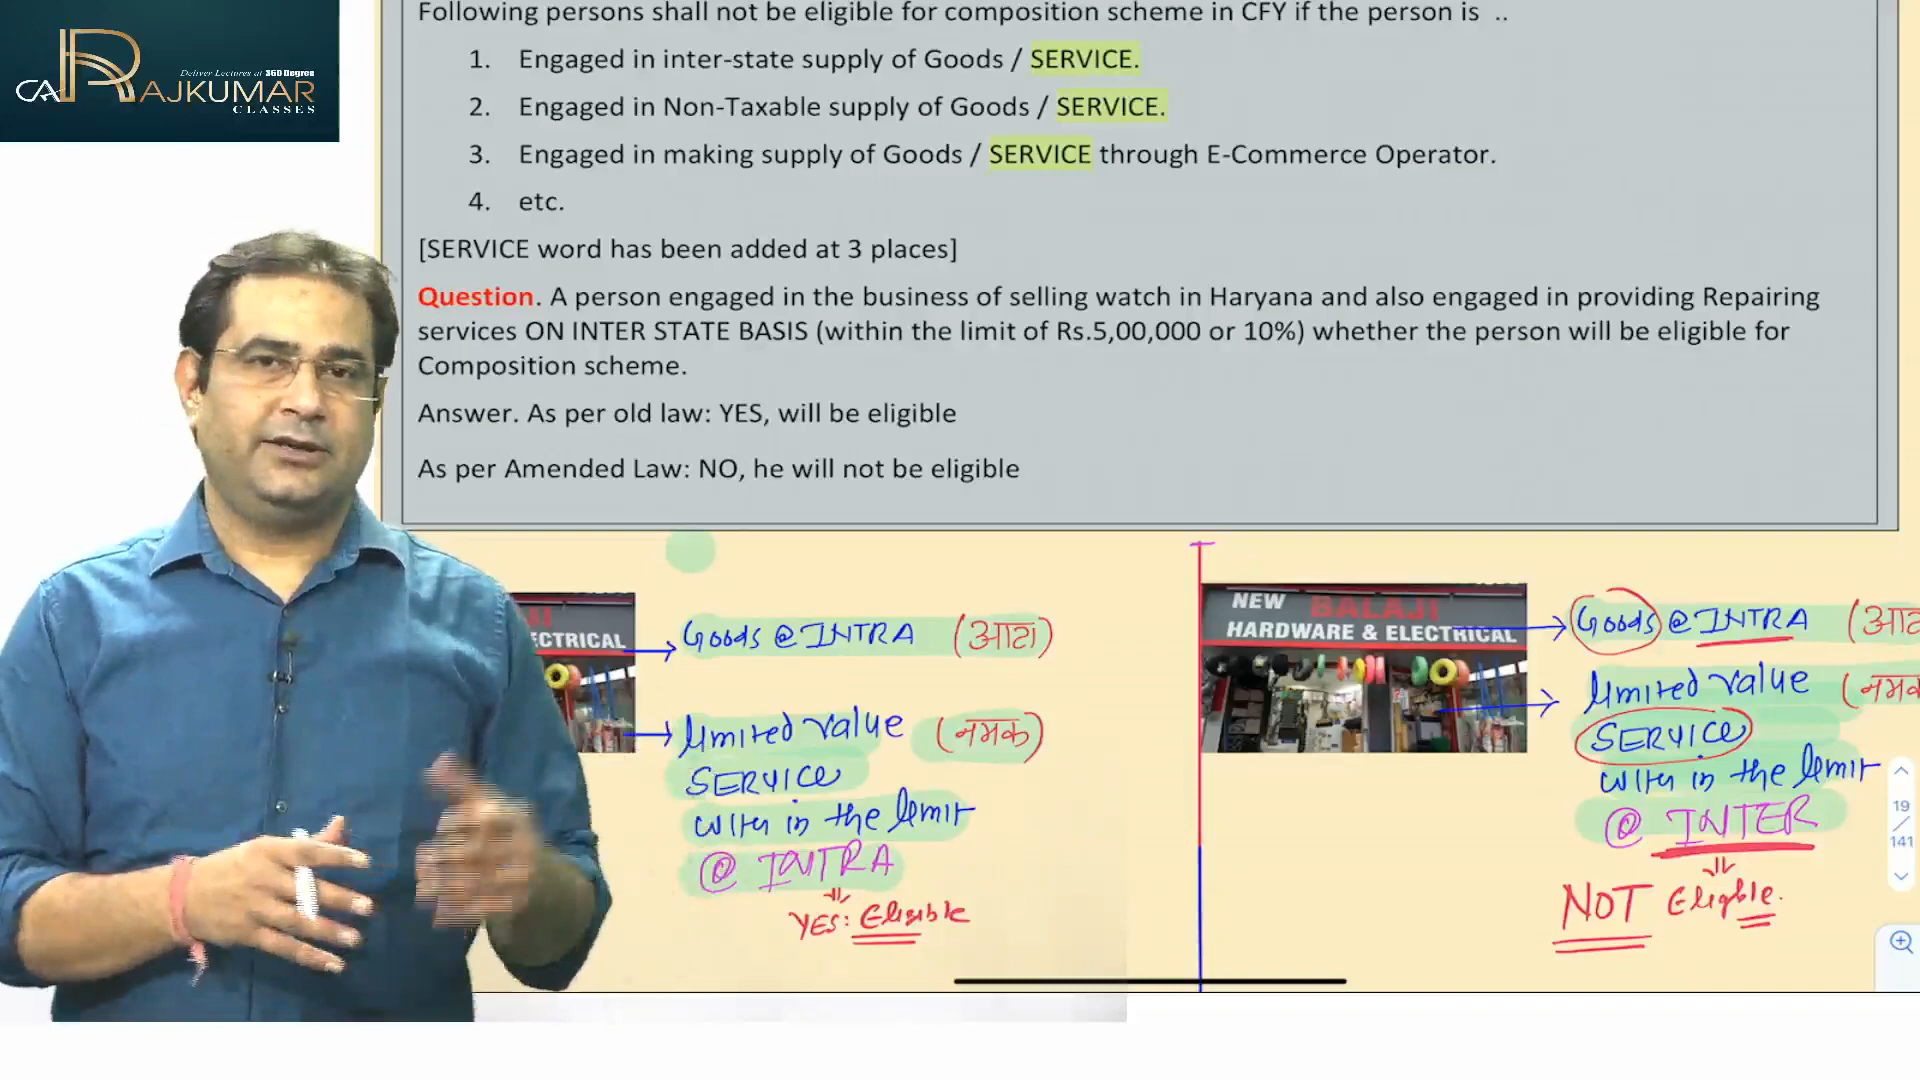 Deliver Lectures at 360 Degree
CA RAJKUMAR
CLASSES
Following persons shall not be eligible for composition scheme in CFY if the person is ..
1. Engaged in inter-state supply of Goods / SERVICE.
2. Engaged in Non-Taxable supply of Goods / SERVICE.
3. Engaged in making supply of Goods / SERVICE through E-Commerce Operator.
4. etc.
[SERVICE word has been added at 3 places]
Question. A person engaged in the business of selling watch in Haryana and also engaged in providing Repairing
services ON INTER STATE BASIS (within the limit of Rs.5,00,000 or 10%) whether the person will be eligible for
Composition scheme.
Answer. As per old law: YES, will be eligible
As per Amended Law: NO, he will not be eligible
ECTRICAL
Goods @ INTRA (आटा)
limited value (नमक)
SERVICE
with in the limit
@ INTRA
YES: Eligible
NEW BALAJI
HARDWARE & ELECTRICAL
Goods @ INTRA (आट
limited value (नमक
SERVICE
with in the limit
@ INTER
NOT Eligible.
19
/
141